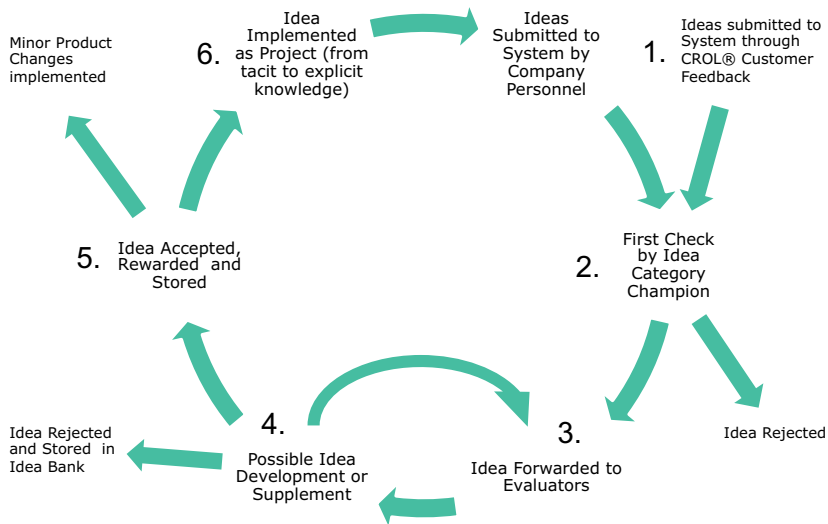 Minor Product
Changes
implemented
6.
Idea
Implemented
as Project (from
tacit to explicit
knowledge)
Ideas
Submitted to
System by
Company
Personnel
1.
Ideas submitted to
System through
CROL® Customer
Feedback
5.
Idea Accepted,
Rewarded and
Stored
2.
First Check
by Idea
Category
Champion
Idea Rejected
and Stored in
Idea Bank
4.
Possible Idea
Development or
Supplement
3.
Idea Forwarded to
Evaluators
Idea Rejected